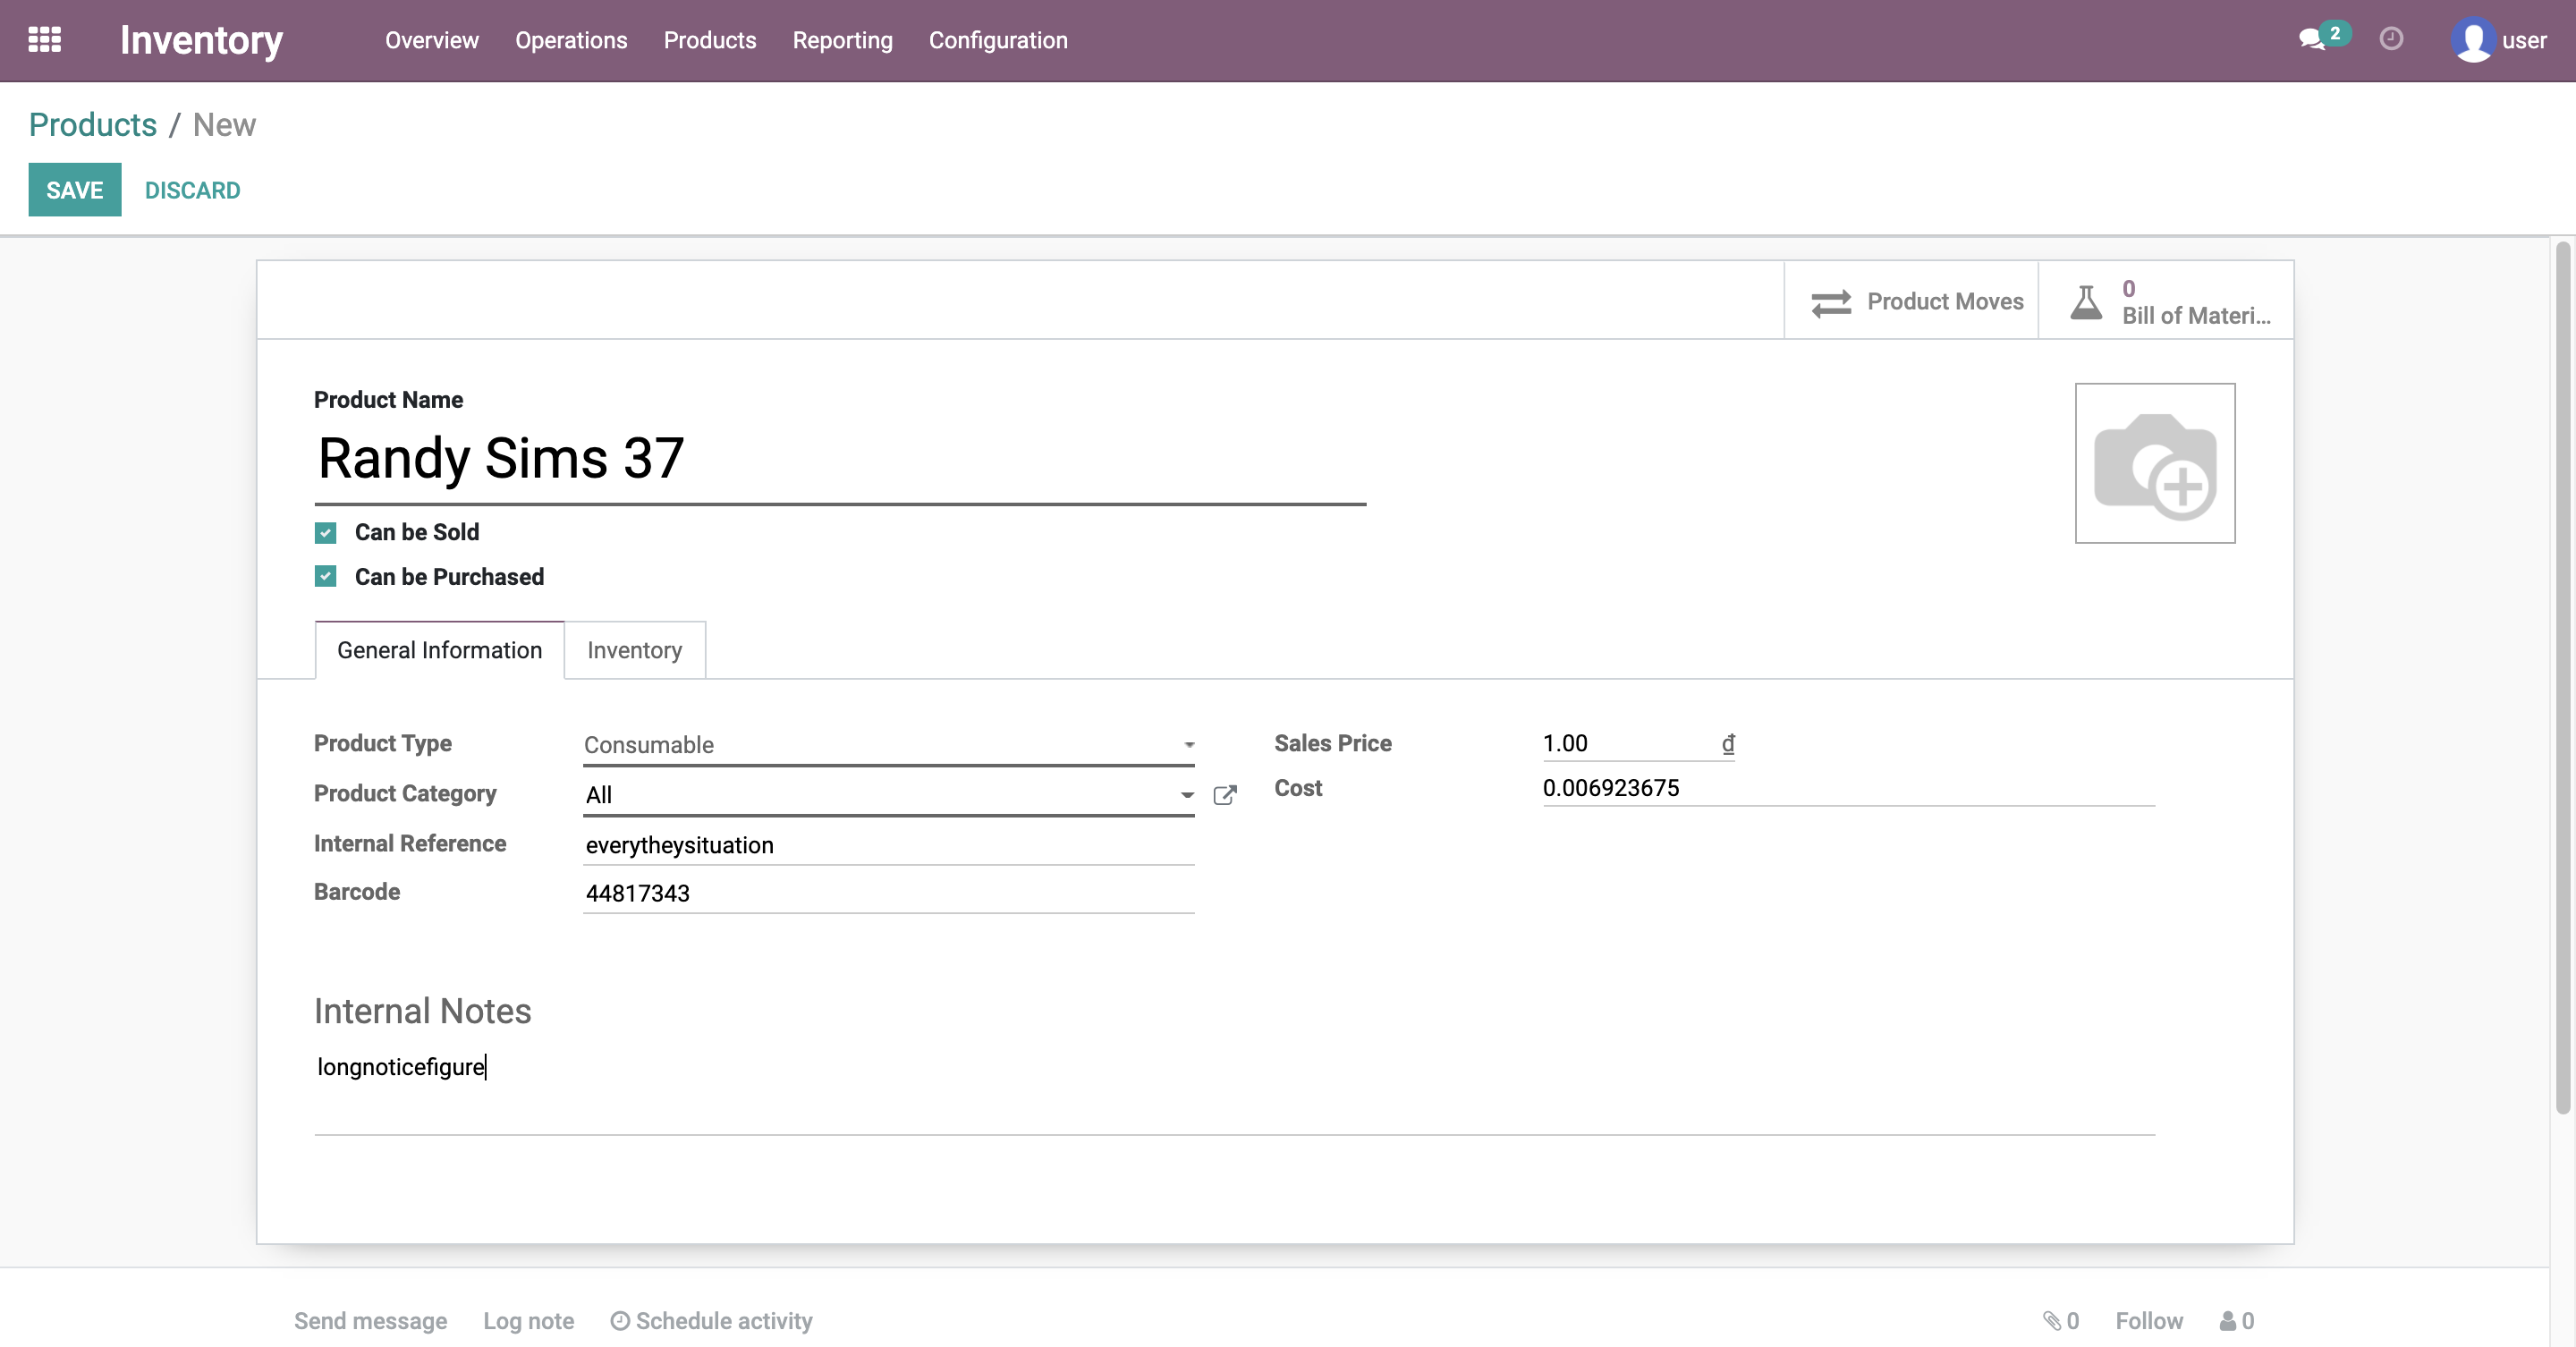 Inventory Overview Operations Products Reporting Configuration 2 user
Products / New
SAVE DISCARD
Product Moves
0
Bill of Materi...
Product Name
Randy Sims 37
Can be Sold
Can be Purchased
General Information Inventory
Product Type Consumable
Product Category All
Internal Reference everytheysituation
Barcode 44817343
Sales Price 1.00 ₫
Cost 0.006923675
Internal Notes
longnoticefigure
Send message Log note Schedule activity 0 Follow 0